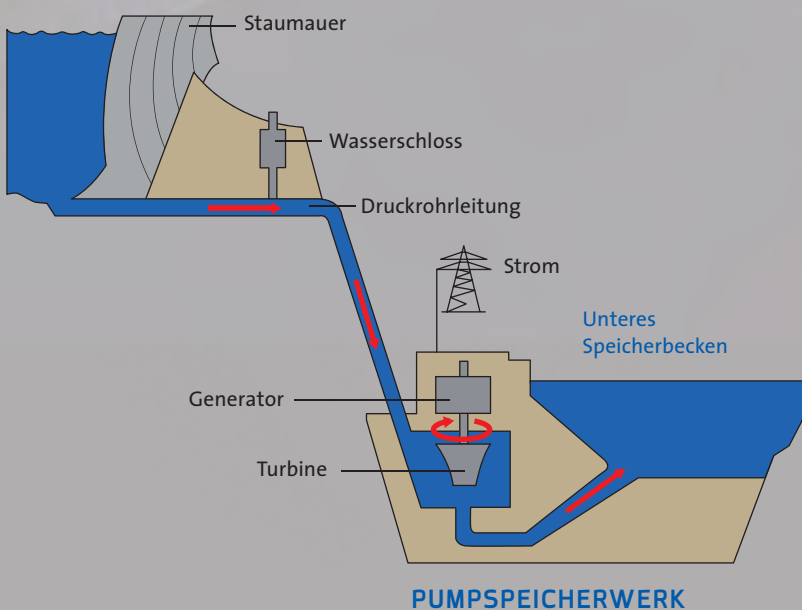 Staumauer
Wasserschloss
Druckrohrleitung
Strom
Unteres
Speicherbecken
Generator
Turbine
PUMPSPEICHERWERK